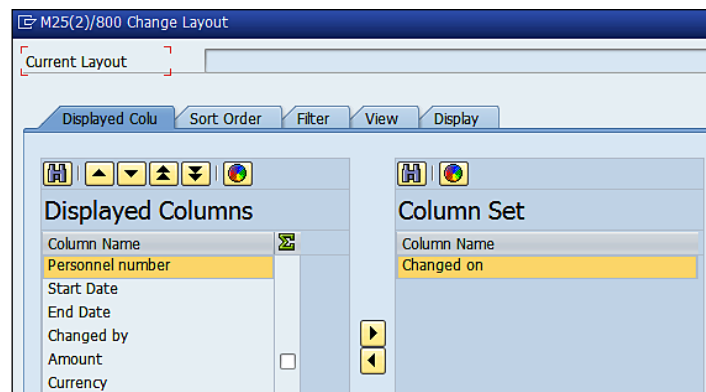 M25(2)/800 Change Layout
Current Layout
Displayed Colu Sort Order Filter View Display
Displayed Columns
Column Name
Personnel number
Start Date
End Date
Changed by
Amount
Currency
Column Set
Column Name
Changed on